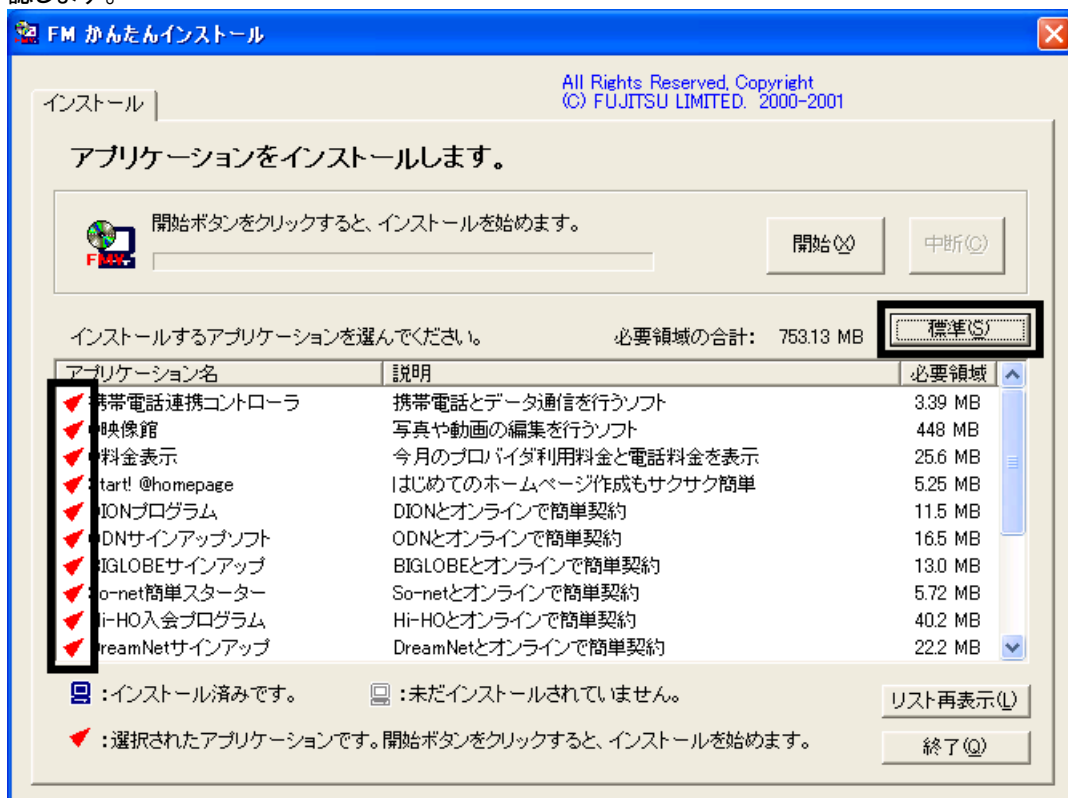 認します。
FM かんたんインストール
All Rights Reserved, Copyright
(C) FUJITSU LIMITED. 2000-2001
インストール
アプリケーションをインストールします。
開始ボタンをクリックすると、インストールを始めます。
FMV
開始(X)
中断(C)
インストールするアプリケーションを選んでください。 必要領域の合計: 753.13 MB 標準(S)
アプリケーション名 説明 必要領域
携帯電話連携コントローラ 携帯電話とデータ通信を行うソフト 3.39 MB
映像館 写真や動画の編集を行うソフト 448 MB
料金表示 今月のプロバイダ利用料金と電話料金を表示 25.6 MB
tart! @homepage はじめてのホームページ作成もサクサク簡単 5.25 MB
IONプログラム DIONとオンラインで簡単契約 11.5 MB
DNサインアップソフト ODNとオンラインで簡単契約 16.5 MB
IGLOBEサインアップ BIGLOBEとオンラインで簡単契約 13.0 MB
o-net簡単スターター So-netとオンラインで簡単契約 5.72 MB
i-HO入会プログラム Hi-HOとオンラインで簡単契約 40.2 MB
reamNetサインアップ DreamNetとオンラインで簡単契約 22.2 MB
:インストール済みです。 :未だインストールされていません。
リスト再表示(L)
:選択されたアプリケーションです。開始ボタンをクリックすると、インストールを始めます。
終了(Q)